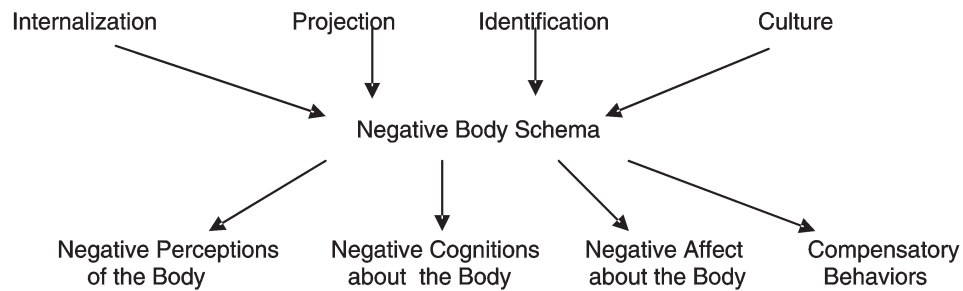 Internalization Projection Identification Culture
Negative Body Schema
Negative Perceptions of the Body
Negative Cognitions about the Body
Negative Affect about the Body
Compensatory Behaviors